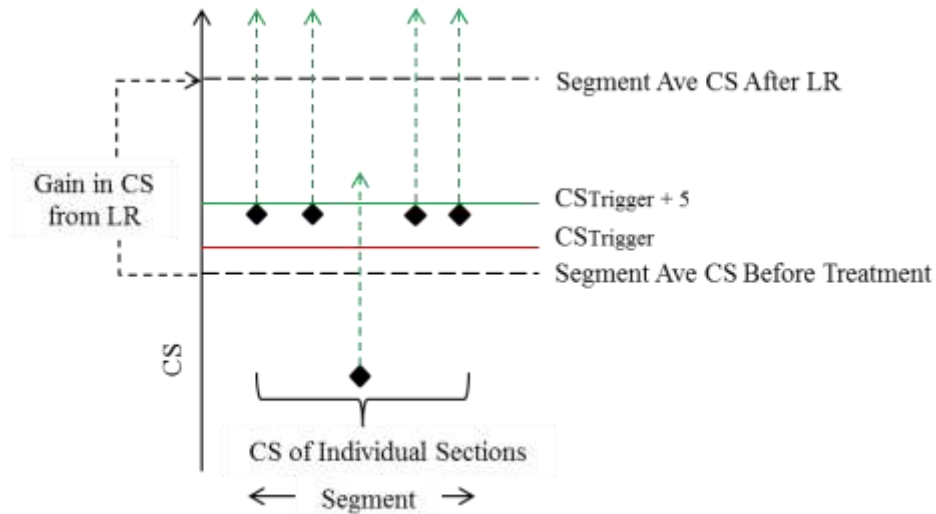 Segment Ave CS After LR
Gain in CS
from LR
CSTrigger + 5
CSTrigger
Segment Ave CS Before Treatment
CS
CS of Individual Sections
Segment